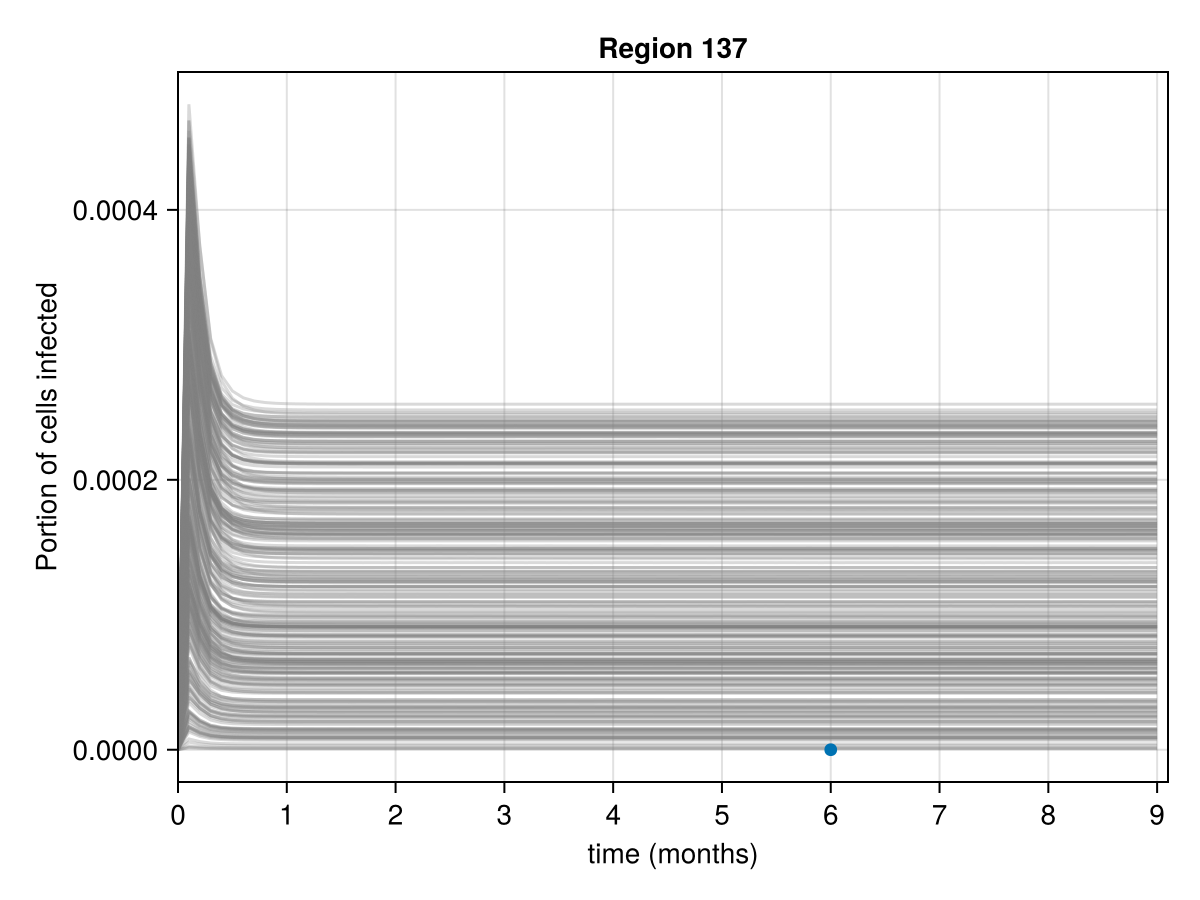 Region 137
Portion of cells infected
0.0004
0.0002
0.0000
0 1 2 3 4 5 6 7 8 9
time (months)